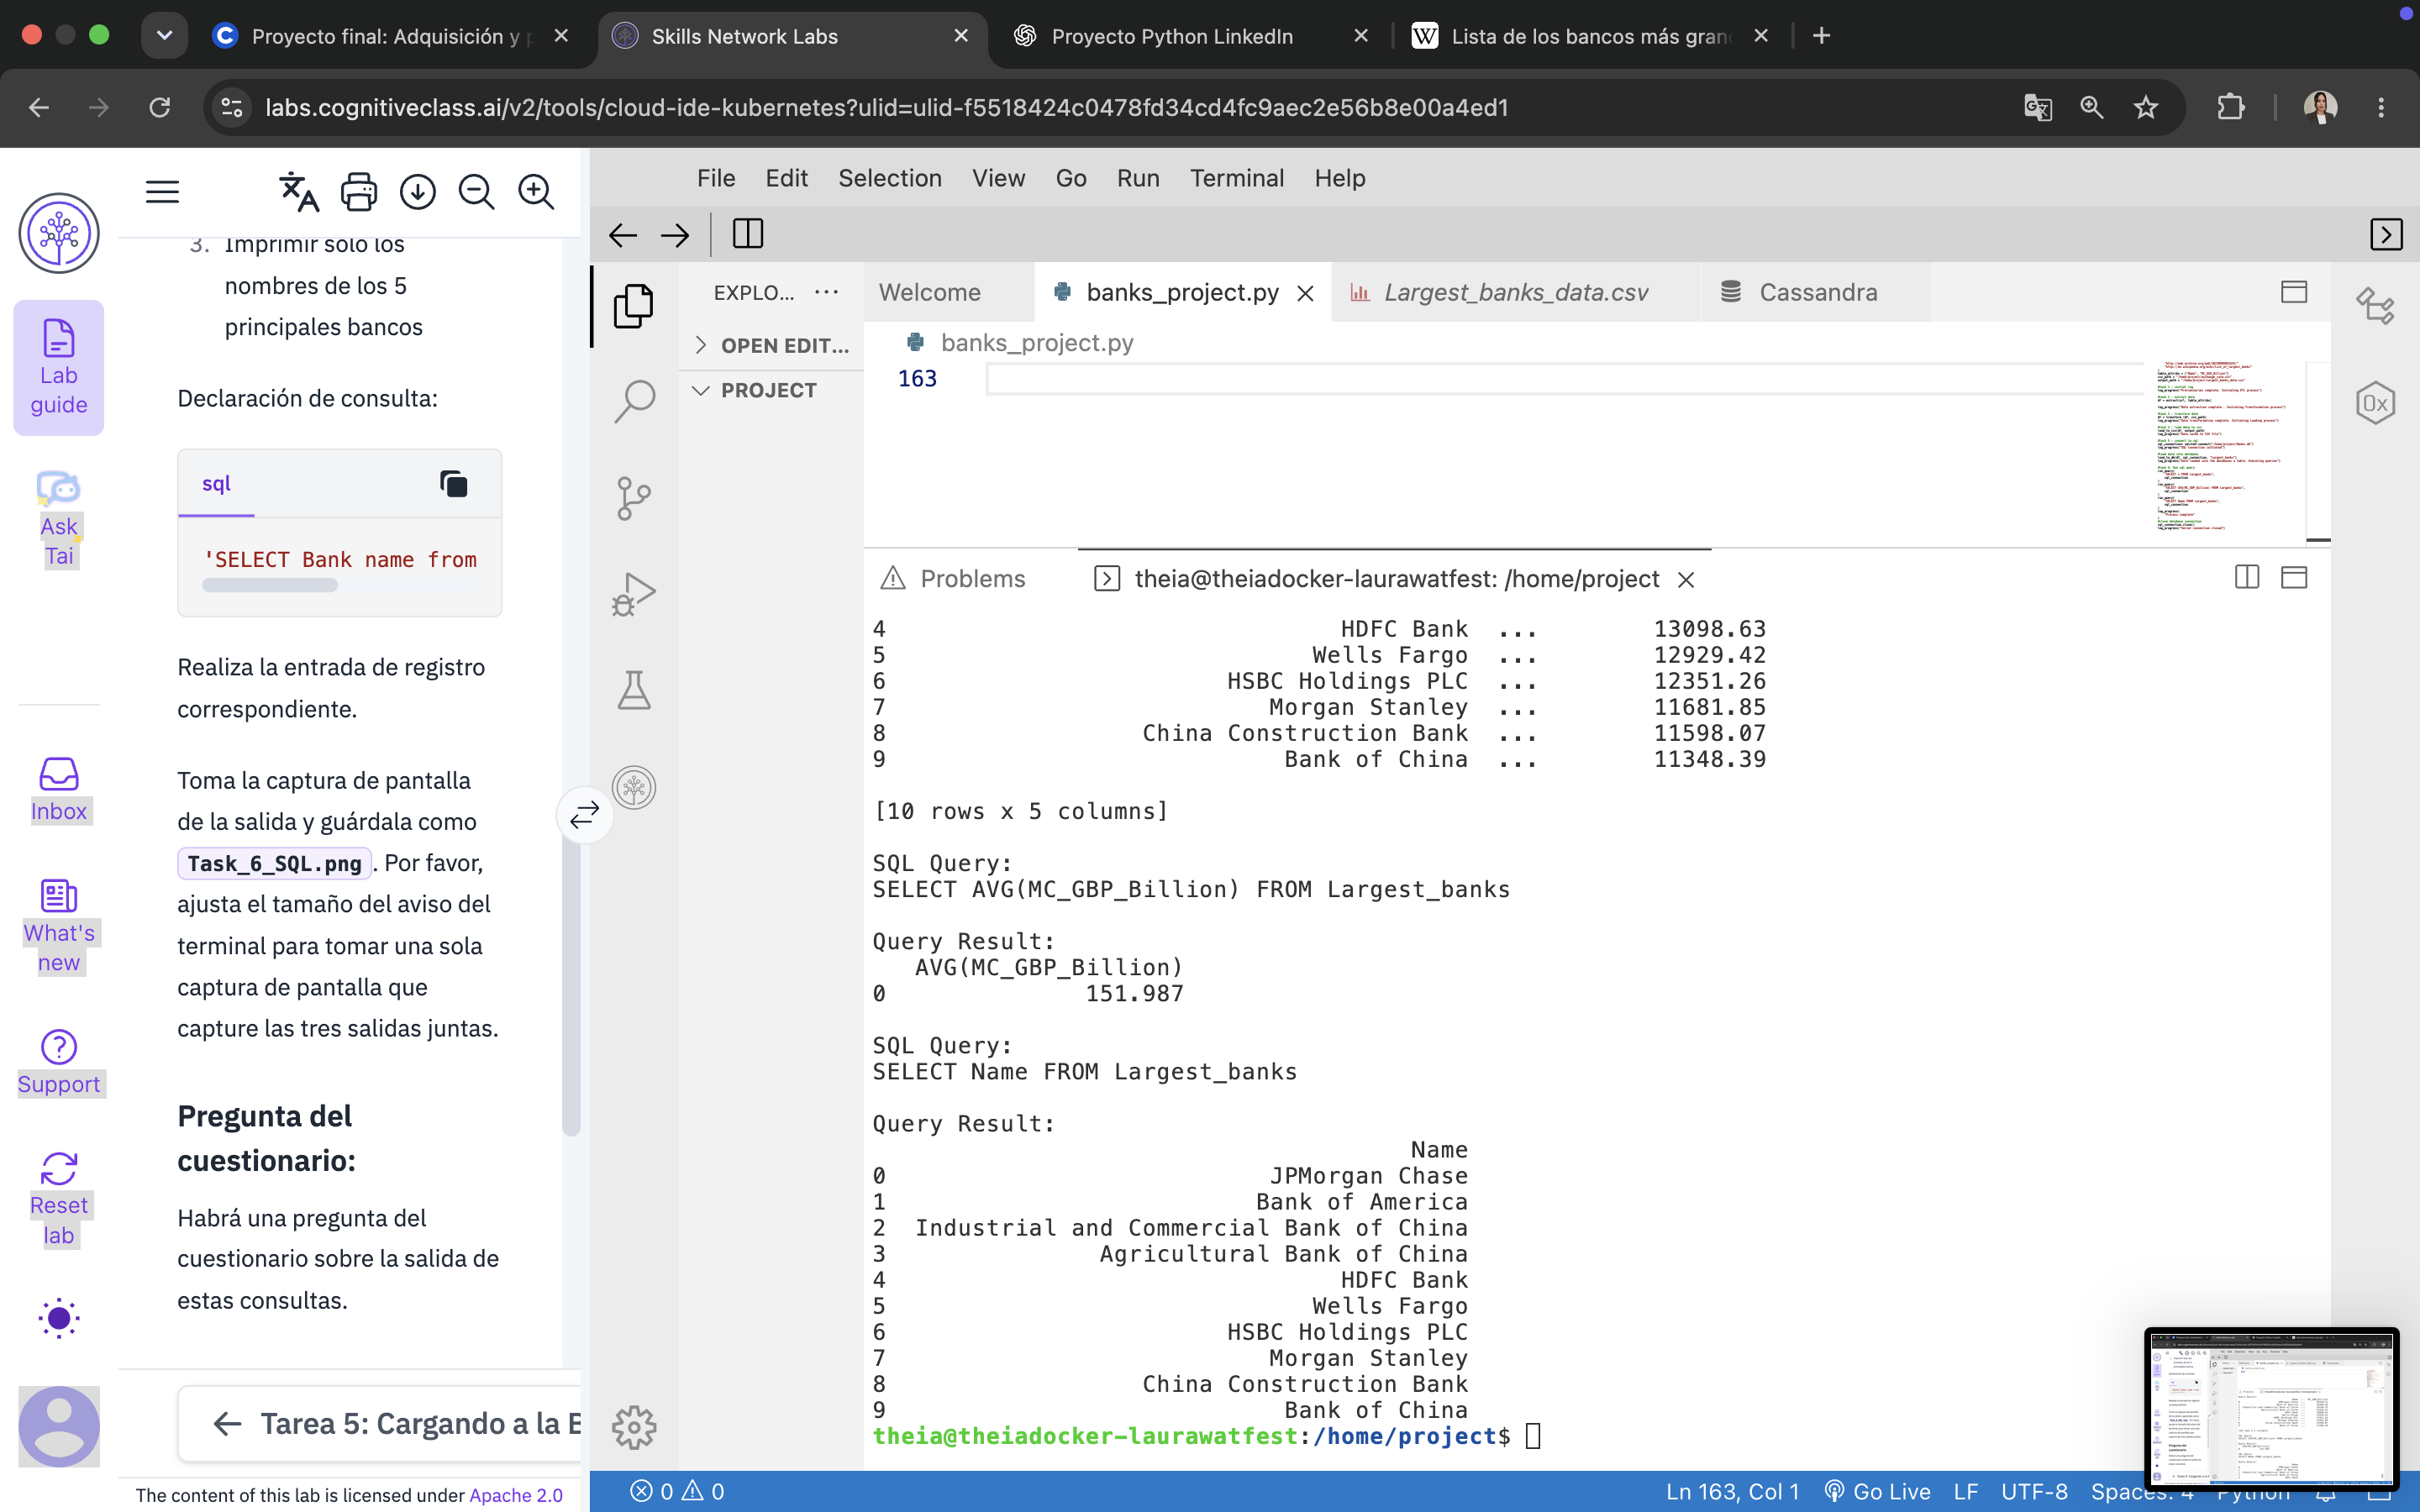 Proyecto final: Adquisición y p
Skills Network Labs
Proyecto Python LinkedIn
Lista de los bancos más gran
labs.cognitiveclass.ai/v2/tools/cloud-ide-kubernetes?ulid=ulid-f5518424c0478fd34cd4fc9aec2e56b8e00a4ed1
Lab
guide
Ask
Tai
Inbox
What's
new
Support
Reset
lab
3. Imprimir solo los
nombres de los 5
principales bancos
Declaración de consulta:
sql
'SELECT Bank name from
Realiza la entrada de registro
correspondiente.
Toma la captura de pantalla
de la salida y guárdala como
Task_6_SQL.png. Por favor,
ajusta el tamaño del aviso del
terminal para tomar una sola
captura de pantalla que
capture las tres salidas juntas.
Pregunta del
cuestionario:
Habrá una pregunta del
cuestionario sobre la salida de
estas consultas.
← Tarea 5: Cargando a la B
The content of this lab is licensed under Apache 2.0
File Edit Selection View Go Run Terminal Help
EXPLO... ...
OPEN EDIT...
PROJECT
Welcome
banks_project.py
Largest_banks_data.csv
Cassandra
banks_project.py
163
Problems
theia@theiadocker-laurawatfest: /home/project
4 HDFC Bank ... 13098.63
5 Wells Fargo ... 12929.42
6 HSBC Holdings PLC ... 12351.26
7 Morgan Stanley ... 11681.85
8 China Construction Bank ... 11598.07
9 Bank of China ... 11348.39
[10 rows x 5 columns]
SQL Query:
SELECT AVG(MC_GBP_Billion) FROM Largest_banks
Query Result:
AVG(MC_GBP_Billion)
0 151.987
SQL Query:
SELECT Name FROM Largest_banks
Query Result:
Name
0 JPMorgan Chase
1 Bank of America
2 Industrial and Commercial Bank of China
3 Agricultural Bank of China
4 HDFC Bank
5 Wells Fargo
6 HSBC Holdings PLC
7 Morgan Stanley
8 China Construction Bank
9 Bank of China
theia@theiadocker-laurawatfest:/home/project$
0 0
Ln 163, Col 1 Go Live LF UTF-8 Spaces: 4 Python
0x